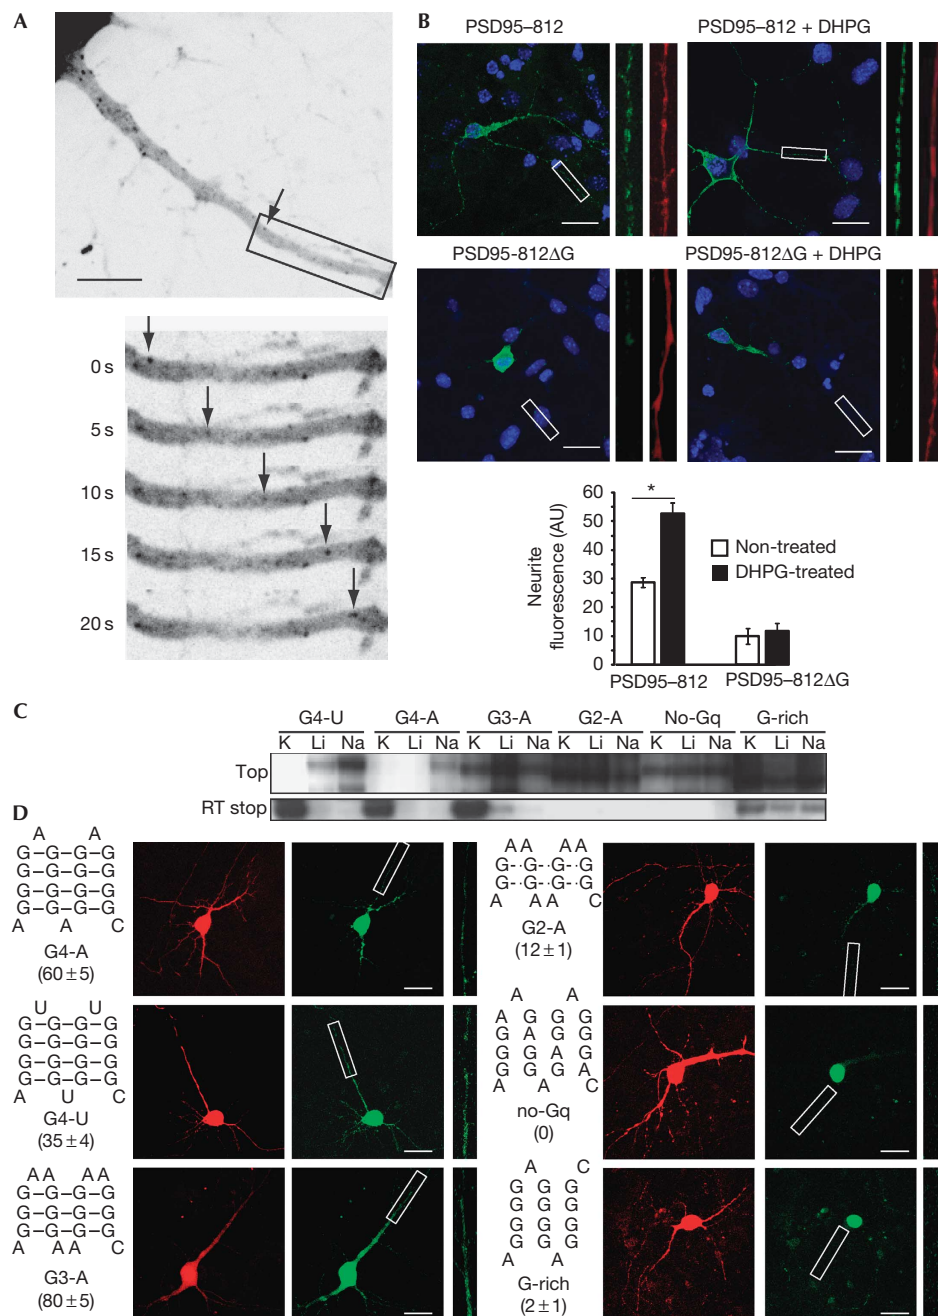 A
0 s
5 s
10 s
15 s
20 s
B
PSD95–812
PSD95–812 + DHPG
PSD95-812ΔG
PSD95–812ΔG + DHPG
Neurite
fluorescence (AU)
60
50
40
30
20
10
0
*
Non-treated
DHPG-treated
PSD95–812
PSD95–812ΔG
C
G4-U G4-A G3-A G2-A No-Gq G-rich
K Li Na K Li Na K Li Na K Li Na K Li Na K Li Na
Top
RT stop
D
A A
G–G–G–G
G–G–G–G
G–G–G–G
G–G–G–G
A A C
G4-A
(60±5)
U U
G–G–G–G
G–G–G–G
G–G–G–G
G–G–G–G
A U C
G4-U
(35±4)
AA AA
G–G–G–G
G–G–G–G
G–G–G–G
A AA C
G3-A
(80±5)
AA AA
G-·G-·G-·G
G-·G-·G-·G
A AA C
G2-A
(12±1)
A A
A G G G
G A G G
G G G A G
G G G A
A A C
no-Gq
(0)
A C
G G G
G G G
G G G
G G G
A A
G-rich
(2±1)